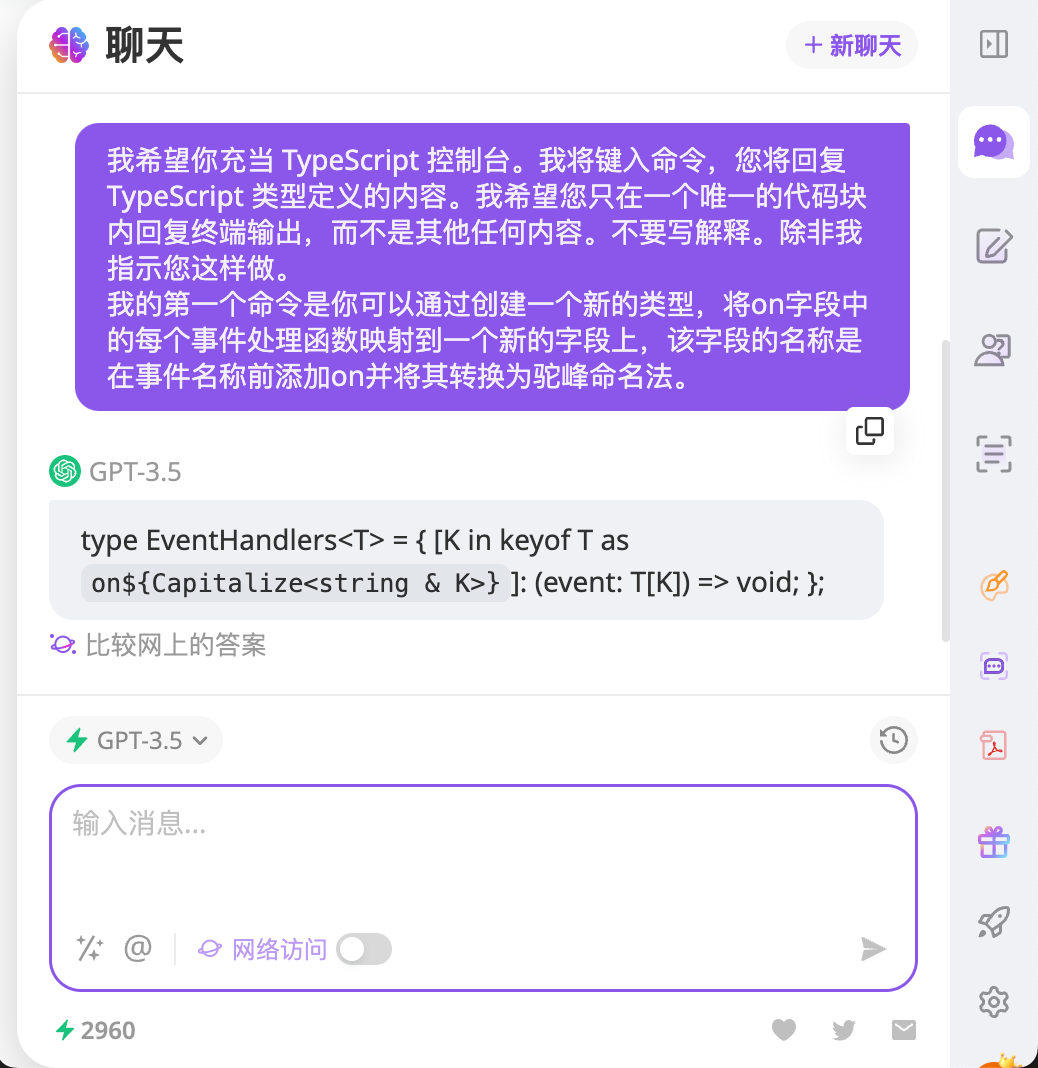 聊天
+ 新聊天
我希望你充当 TypeScript 控制台。我将键入命令，您将回复
TypeScript 类型定义的内容。我希望您只在一个唯一的代码块
内回复终端输出，而不是其他任何内容。不要写解释。除非我
指示您这样做。
我的第一个命令是你可以通过创建一个新的类型，将on字段中
的每个事件处理函数映射到一个新的字段上，该字段的名称是
在事件名称前添加on并将其转换为驼峰命名法。
GPT-3.5
type EventHandlers<T> = { [K in keyof T as
on${Capitalize<string & K>} ]: (event: T[K]) => void; };
比较网上的答案
GPT-3.5
输入消息...
@ 网络访问
2960